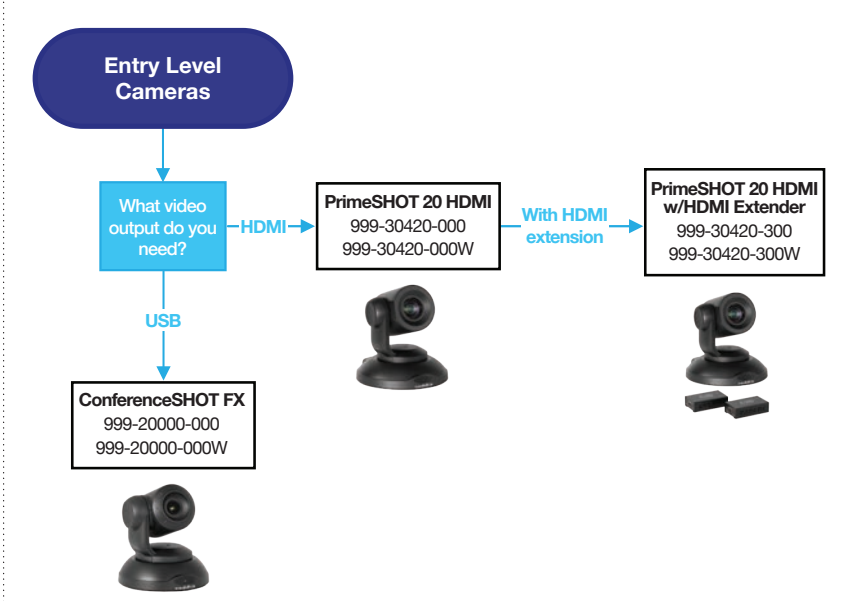 Entry Level
Cameras
What video
output do you
need?
HDMI
PrimeSHOT 20 HDMI
999-30420-000
999-30420-000W
With HDMI
extension
PrimeSHOT 20 HDMI
w/HDMI Extender
999-30420-300
999-30420-300W
USB
ConferenceSHOT FX
999-20000-000
999-20000-000W